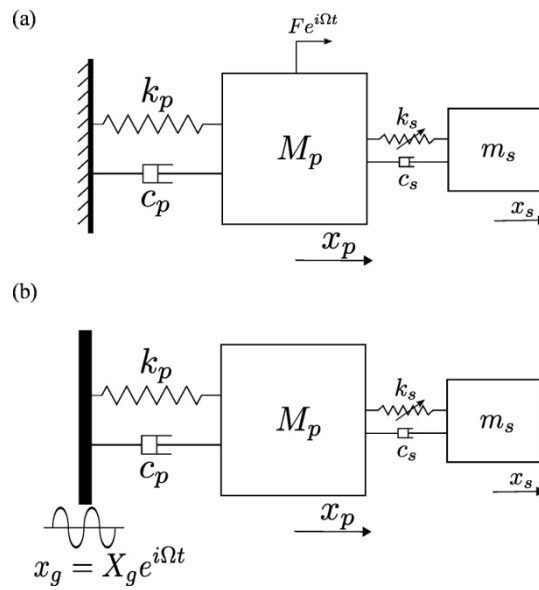 (a)
Fe^{iΩt}
k_p
k_s
M_p
m_s
c_p
c_s
x_s
x_p
(b)
k_p
k_s
M_p
m_s
c_p
c_s
x_s
x_p
x_g = X_g e^{iΩt}